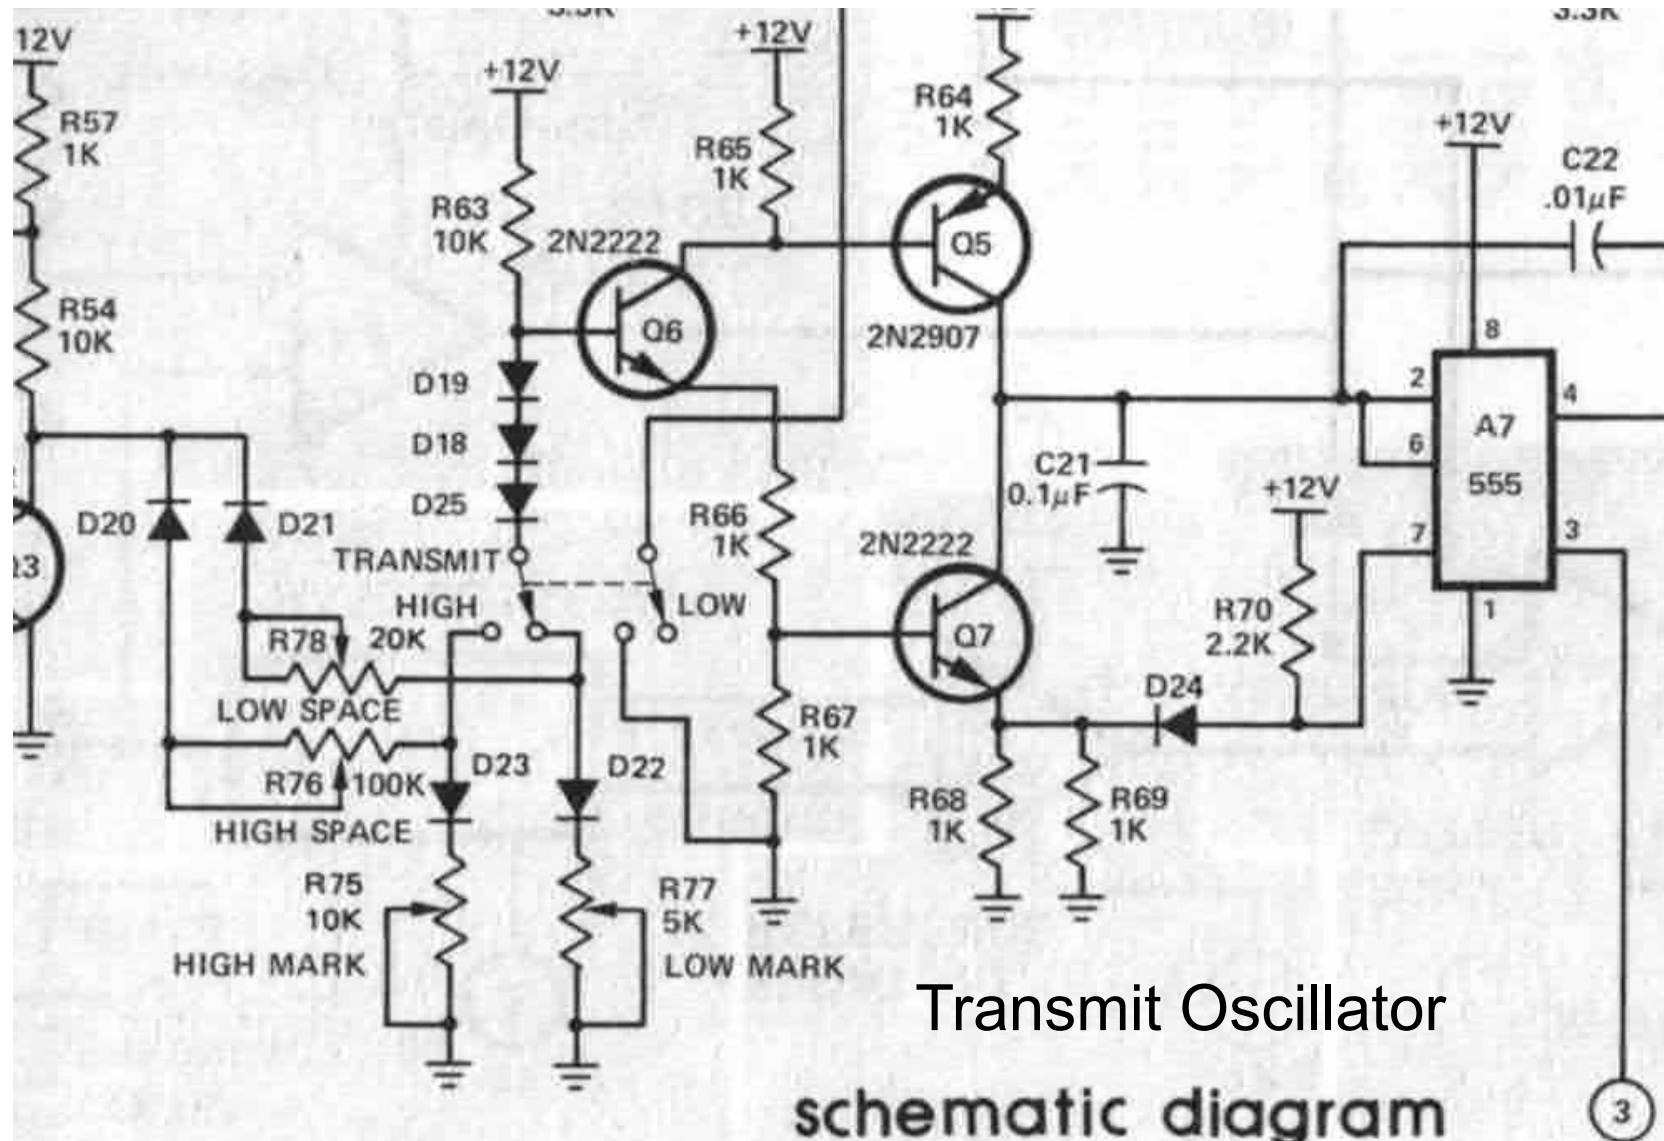 12V
+12V
+12V
+12V
R57
1K
R65
1K
R64
1K
C22
.01µF
R63
10K
2N2222
Q5
R54
10K
Q6
2N2907
8
D19
2
4
A7
D18
6
C21
0.1µF
+12V
555
D20
D21
D25
R66
1K
2N2222
7
3
TRANSMIT
HIGH
LOW
R70
2.2K
1
R78
20K
Q7
LOW SPACE
D24
R67
1K
R76
100K
D23
D22
HIGH SPACE
R68
1K
R69
1K
R75
10K
R77
5K
HIGH MARK
LOW MARK
Transmit Oscillator
schematic diagram
3